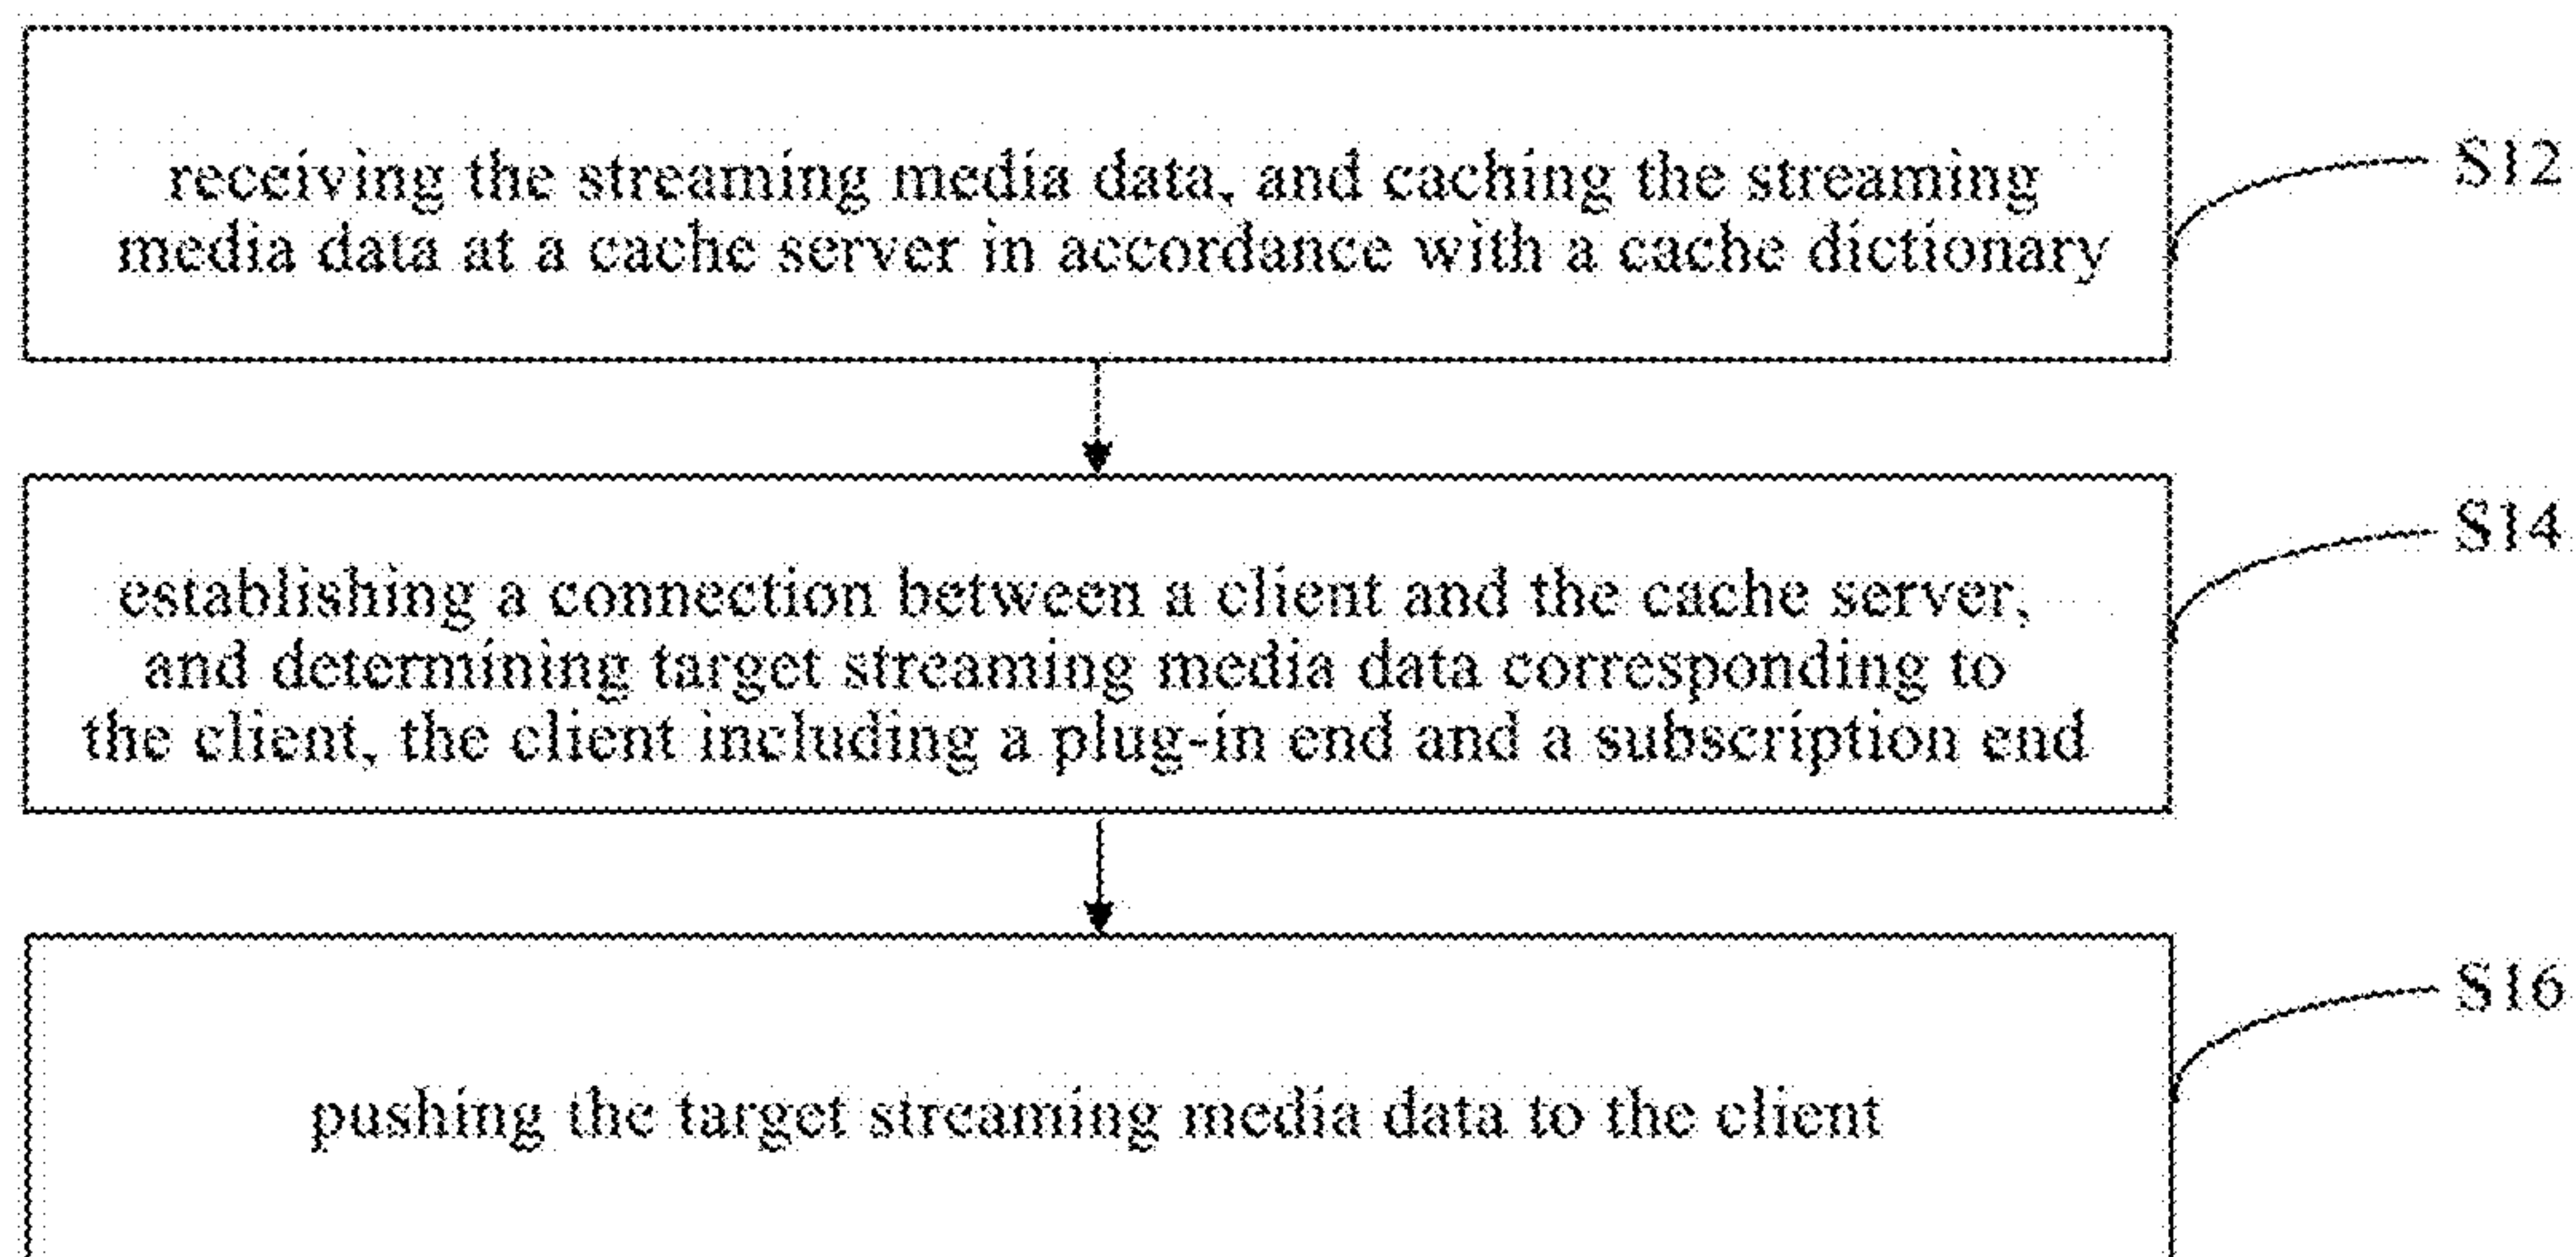 receiving the streaming media data, and caching the streaming
media data at a cache server in accordance with a cache dictionary
S12
establishing a connection between a client and the cache server,
and determining target streaming media data corresponding to
the client, the client including a plug-in end and a subscription end
S14
pushing the target streaming media data to the client
S16